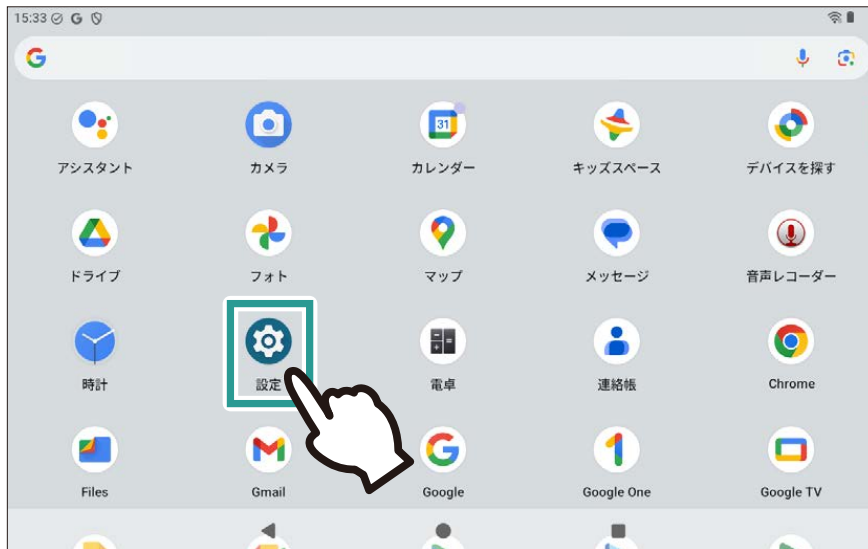 15:33
アシスタント
カメラ
カレンダー
キッズスペース
デバイスを探す
31
ドライブ
フォト
マップ
メッセージ
音声レコーダー
時計
設定
電卓
連絡帳
Chrome
Files
Gmail
Google
Google One
Google TV